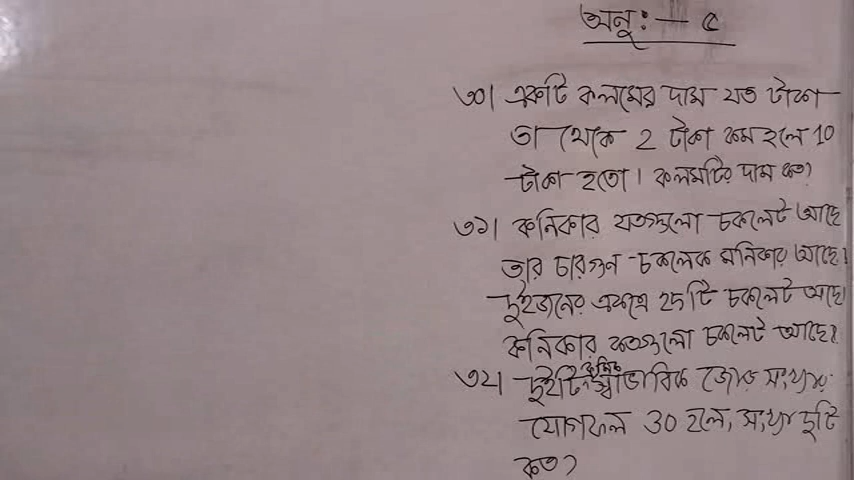 অনু:— ৫
৩০। একটি কলমের দাম যত টাকা
তা থেকে 2 টাকা কম হলে 10
টাকা হতো। কলমটির দাম কত?
৩১। কনিকার যতগুলো চকলেট আছে
তার চারগুন চকলেক মনিকার আছে।
দুইজনের একত্রে ২৫টি চকলেট আছে।
কনিকার কতগুলো চকলেট আছে?
৩২। দুইটি ক্রমিক স্বাভাবিক জোড় সংখ্যার
যোগফল 30 হলে, সংখ্যা দুটি
কত?